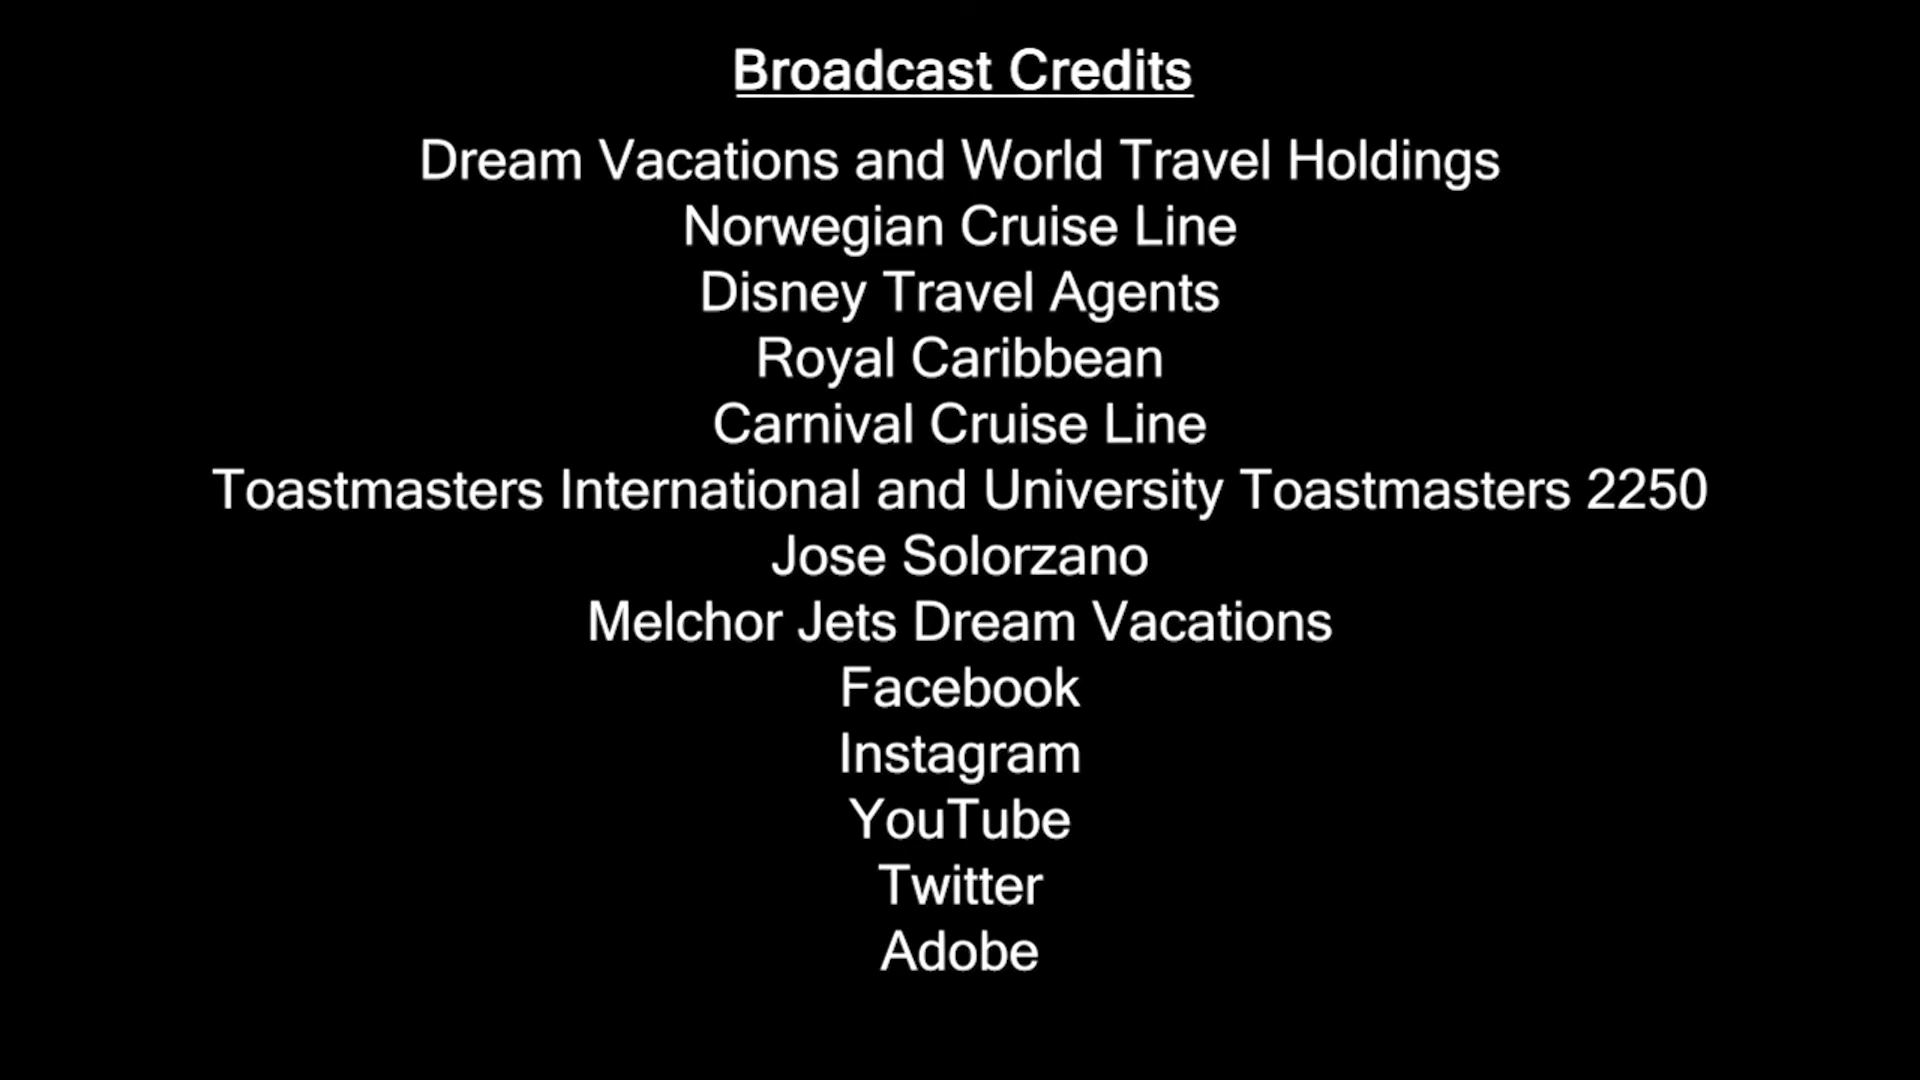 Broadcast Credits
Dream Vacations and World Travel Holdings
Norwegian Cruise Line
Disney Travel Agents
Royal Caribbean
Carnival Cruise Line
Toastmasters International and University Toastmasters 2250
Jose Solorzano
Melchor Jets Dream Vacations
Facebook
Instagram
YouTube
Twitter
Adobe